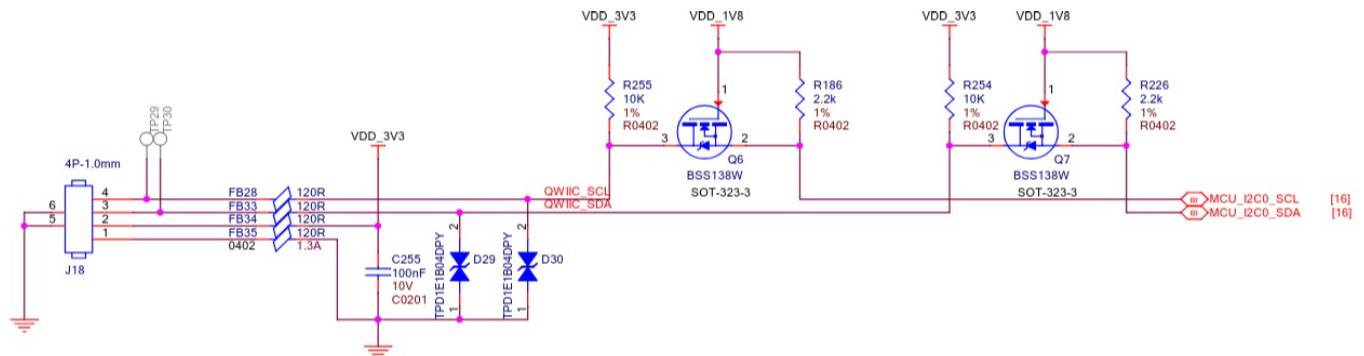 VDD_3V3
VDD_1V8
VDD_3V3
VDD_1V8
R255
10K
1%
R0402
1
R186
2.2k
1%
R0402
R254
10K
1%
R0402
1
R226
2.2k
1%
R0402
TP29
TP30
VDD_3V3
3
2
Q6
BSS138W
SOT-323-3
3
2
Q7
BSS138W
SOT-323-3
4P-1.0mm
4
3
2
1
6
5
J18
FB28
120R
FB33
120R
FB34
120R
FB35
120R
0402
1.3A
QWIIC_SCL
QWIIC_SDA
BI
MCU_I2C0_SCL
[16]
BI
MCU_I2C0_SDA
[16]
C255
100nF
10V
C0201
TPD1E1B04DPY
2
D29
1
TPD1E1B04DPY
2
D30
1